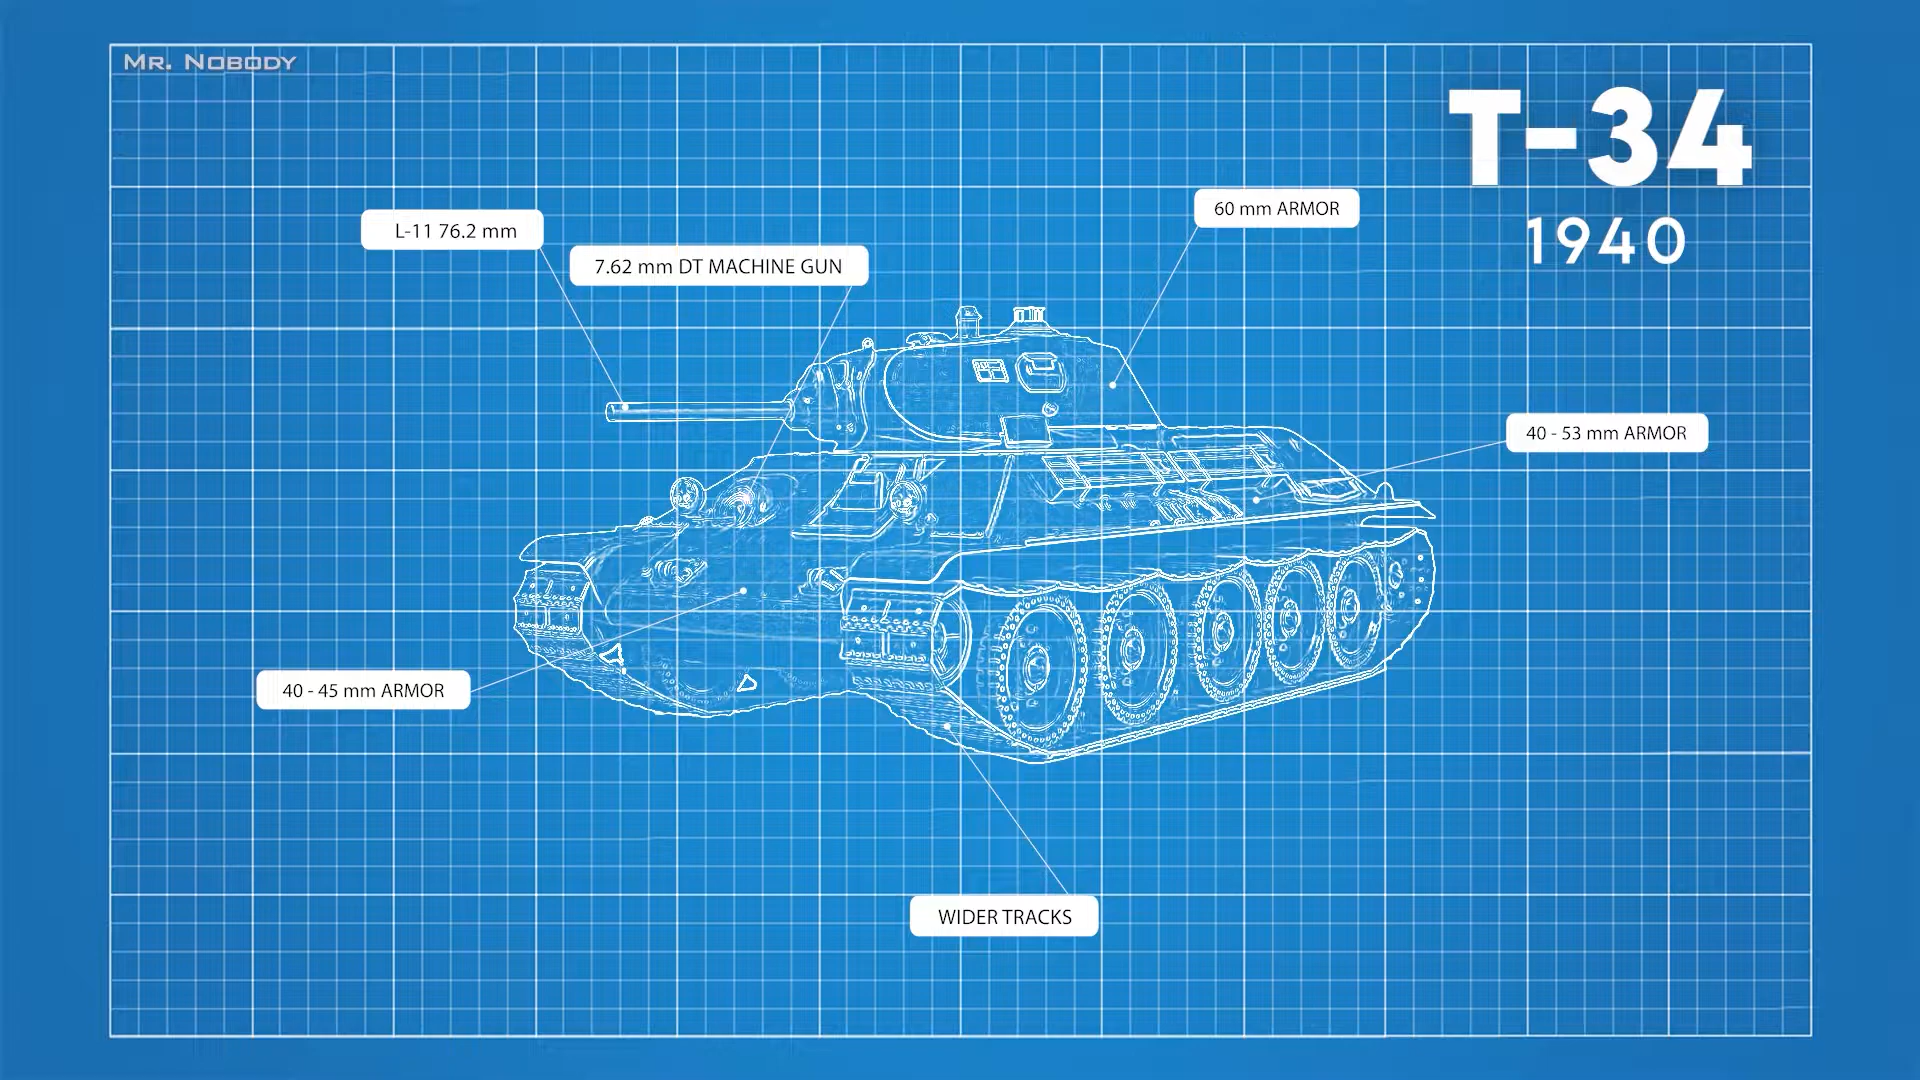 MR. NOBODY
T-34
1940
60 mm ARMOR
L-11 76.2 mm
7.62 mm DT MACHINE GUN
40 - 53 mm ARMOR
40 - 45 mm ARMOR
WIDER TRACKS